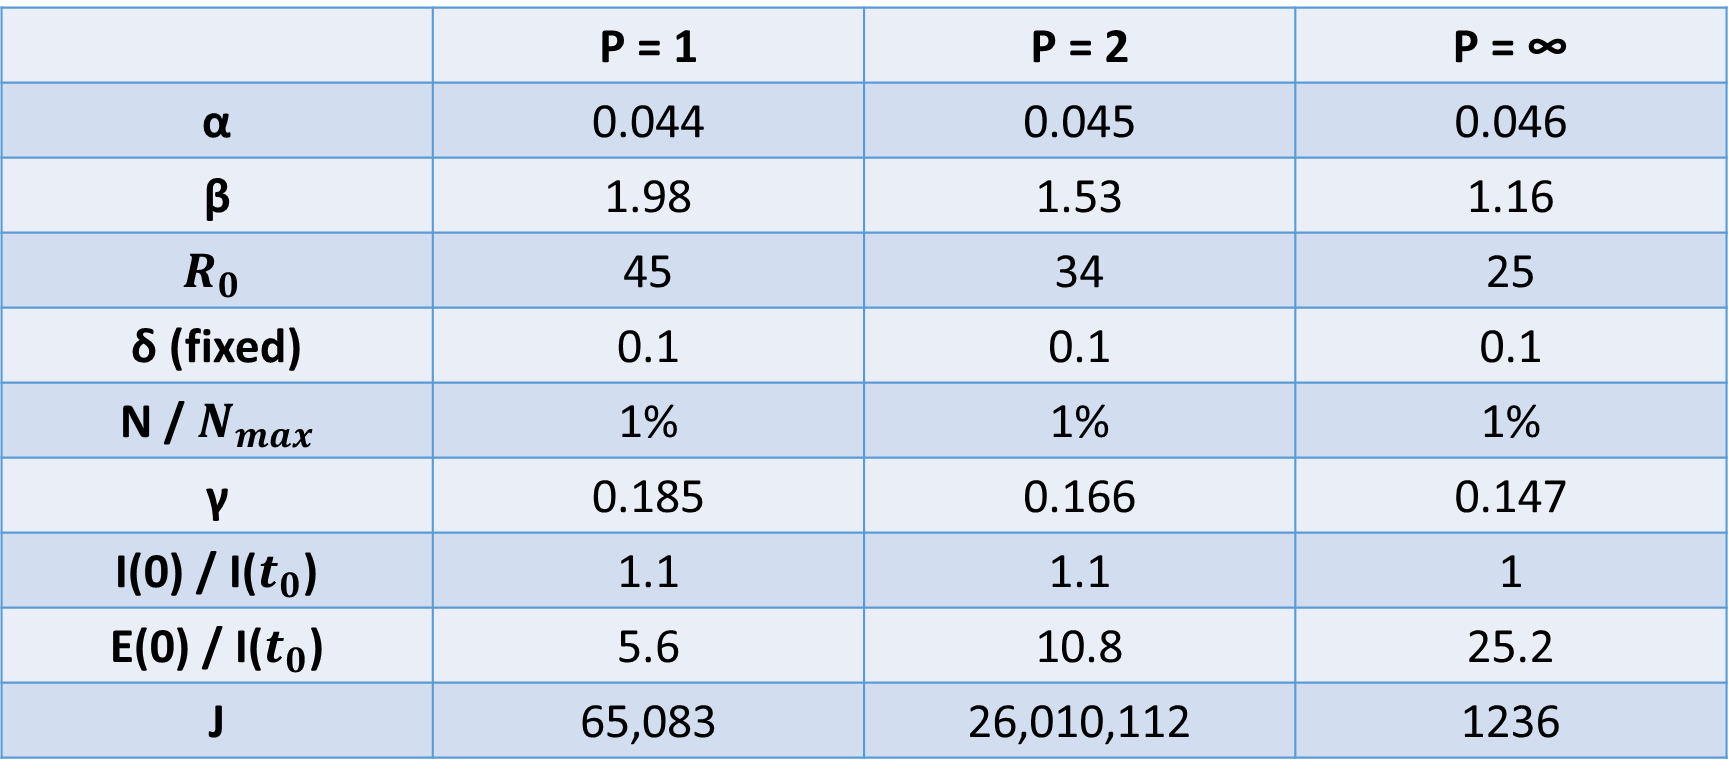 P = 1 P = 2 P = ∞
α 0.044 0.045 0.046
β 1.98 1.53 1.16
R₀ 45 34 25
δ (fixed) 0.1 0.1 0.1
N / Nₘₐₓ 1% 1% 1%
γ 0.185 0.166 0.147
I(0) / I(t₀) 1.1 1.1 1
E(0) / I(t₀) 5.6 10.8 25.2
J 65,083 26,010,112 1236